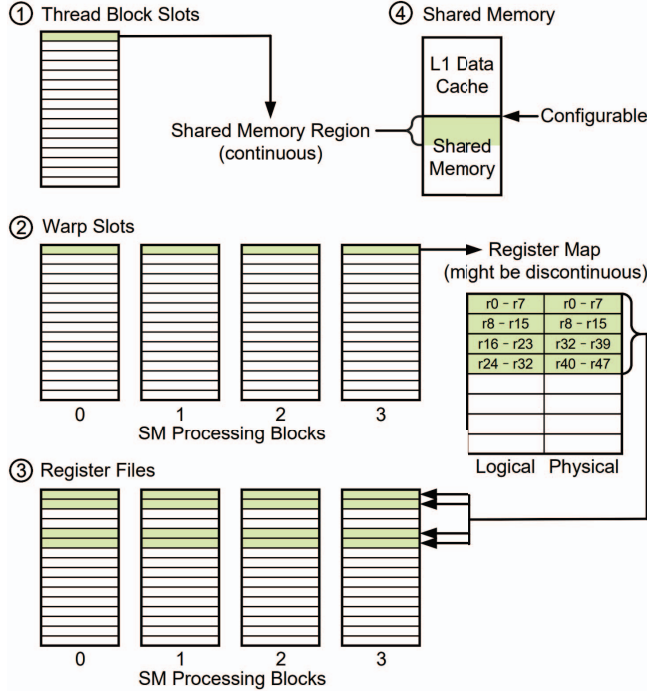 ① Thread Block Slots
④ Shared Memory
L1 Data
Cache
Shared Memory Region
(continuous)
Configurable
Shared
Memory
② Warp Slots
Register Map
(might be discontinuous)
r0 - r7 r0 - r7
r8 - r15 r8 - r15
r16 - r23 r32 - r39
r24 - r32 r40 - r47
0 1 2 3
SM Processing Blocks
Logical Physical
③ Register Files
0 1 2 3
SM Processing Blocks